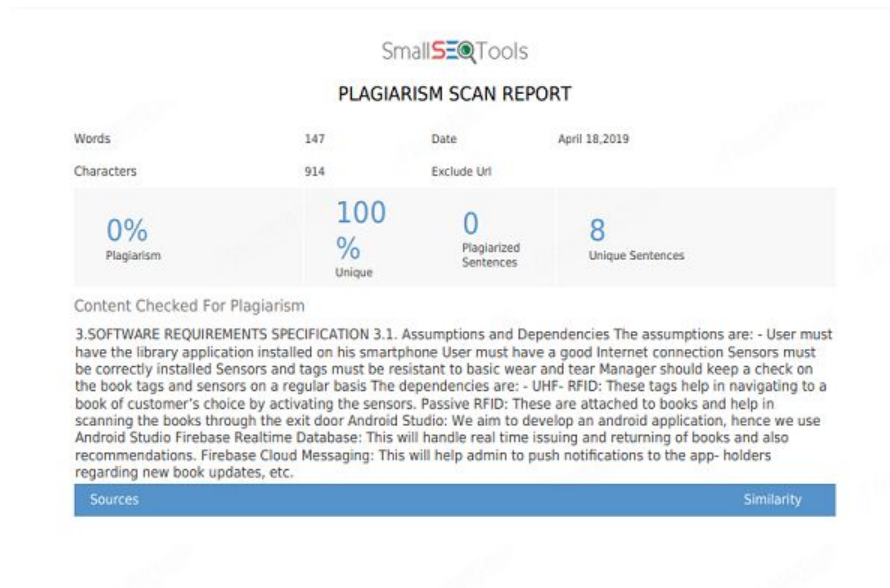 SmallSEOTools
PLAGIARISM SCAN REPORT
Words 147 Date April 18,2019
Characters 914 Exclude Url
0% 100 % 0 8
Plagiarism Unique Plagiarized Sentences Unique Sentences
Content Checked For Plagiarism
3.SOFTWARE REQUIREMENTS SPECIFICATION 3.1. Assumptions and Dependencies The assumptions are: - User must
have the library application installed on his smartphone User must have a good Internet connection Sensors must
be correctly installed Sensors and tags must be resistant to basic wear and tear Manager should keep a check on
the book tags and sensors on a regular basis The dependencies are: - UHF- RFID: These tags help in navigating to a
book of customer's choice by activating the sensors. Passive RFID: These are attached to books and help in
scanning the books through the exit door Android Studio: We aim to develop an android application, hence we use
Android Studio Firebase Realtime Database: This will handle real time issuing and returning of books and also
recommendations. Firebase Cloud Messaging: This will help admin to push notifications to the app- holders
regarding new book updates, etc.
Sources Similarity